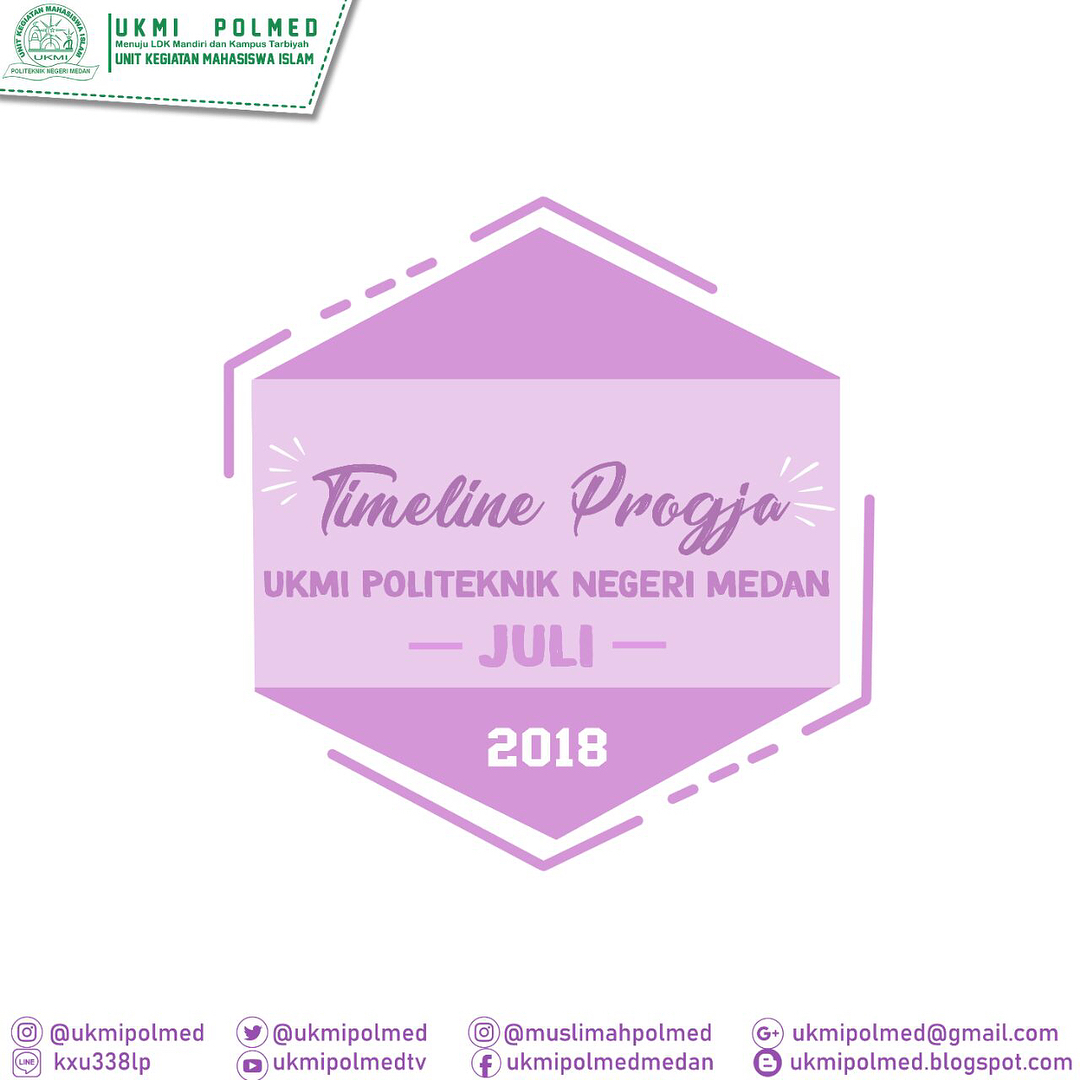 UNIT KEGIATAN MAHASISWA ISLAM
UKMI
POLITEKNIK NEGERI MEDAN
UKMI POLMED
Menuju LDK Mandiri dan Kampus Tarbiyah
UNIT KEGIATAN MAHASISWA ISLAM
Timeline Progja
UKMI POLITEKNIK NEGERI MEDAN
JULI
2018
@ukmipolmed @ukmipolmed @muslimahpolmed G+ ukmipolmed@gmail.com
LINE kxu338lp ukmipolmedtv ukmipolmedmedan ukmipolmed.blogspot.com